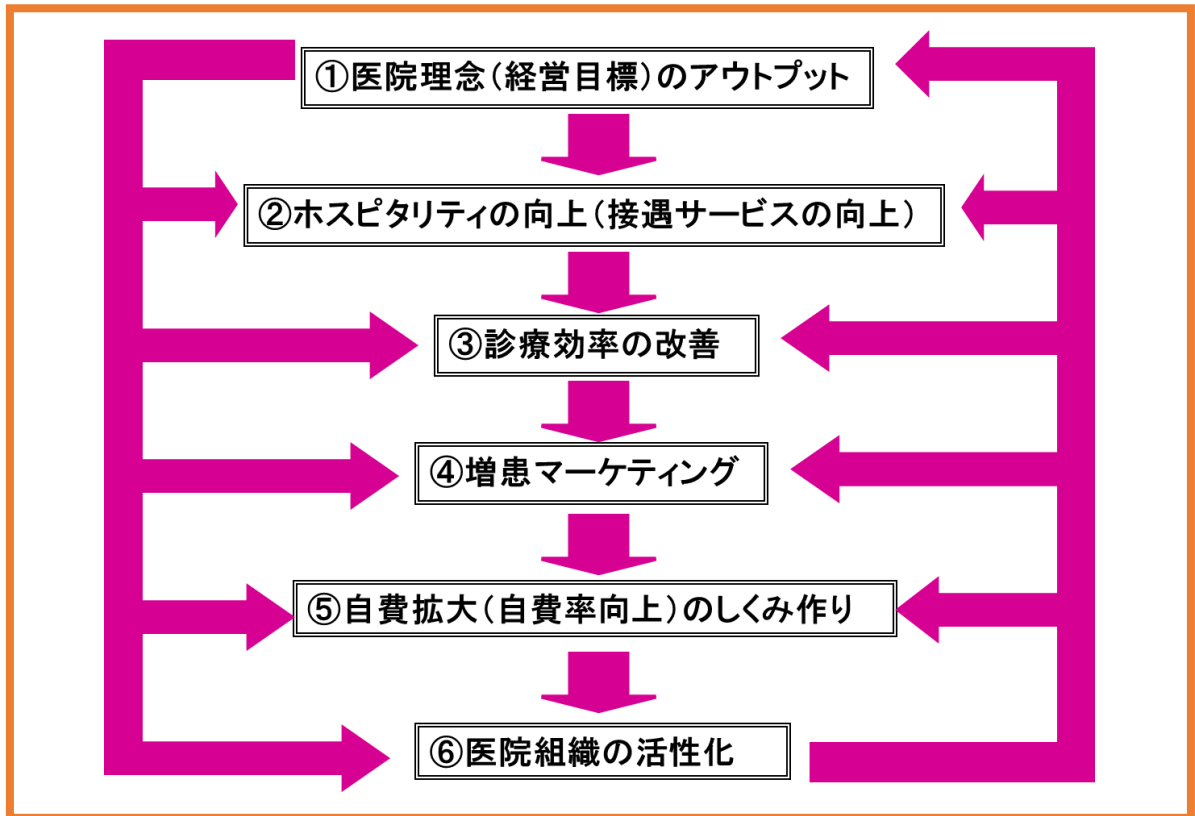 ①医院理念(経営目標)のアウトプット
②ホスピタリティの向上(接遇サービスの向上)
③診療効率の改善
④増患マーケティング
⑤自費拡大(自費率向上)のしくみ作り
⑥医院組織の活性化